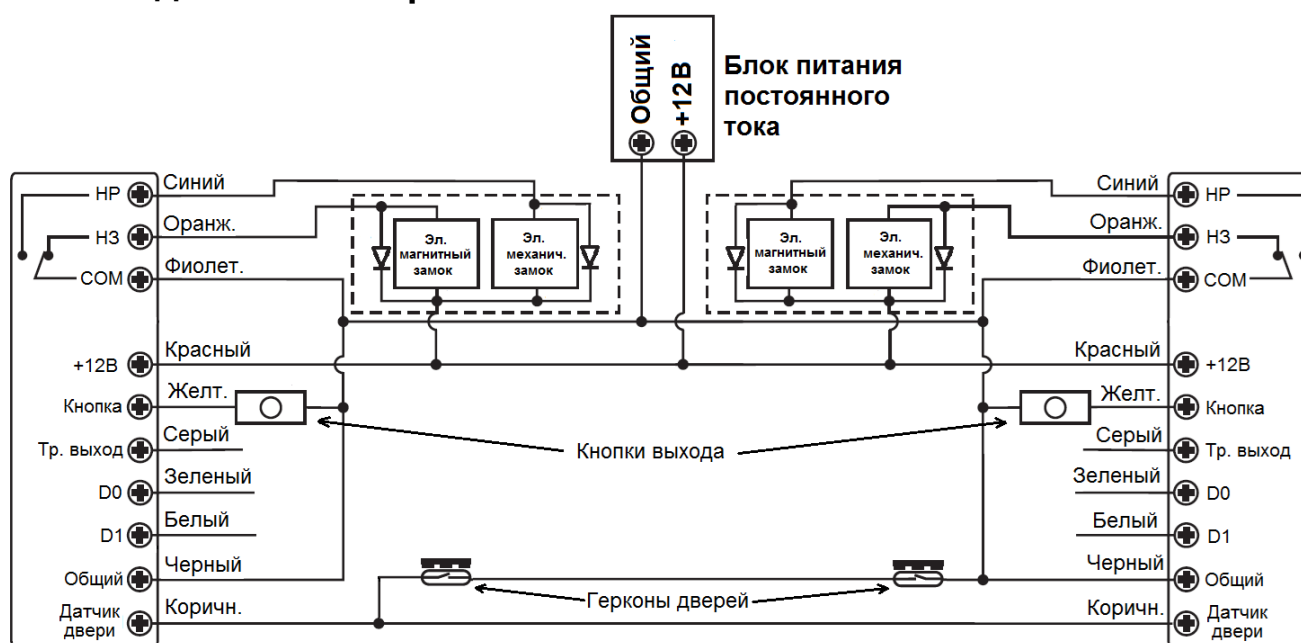 Общий
+12В
Блок питания
постоянного
тока
НР
Синий
НЗ
Оранж.
COM
Фиолет.
Эл.
магнитный
замок
Эл.
механич.
замок
Эл.
магнитный
замок
Эл.
механич.
замок
Синий
НР
Оранж.
НЗ
Фиолет.
COM
+12В
Красный
Красный
+12В
Кнопка
Желт.
Желт.
Кнопка
Тр. выход
Серый
Кнопки выхода
Серый
Тр. выход
D0
Зеленый
Зеленый
D0
D1
Белый
Белый
D1
Общий
Черный
Черный
Общий
Герконы дверей
Датчик
двери
Коричн.
Коричн.
Датчик
двери